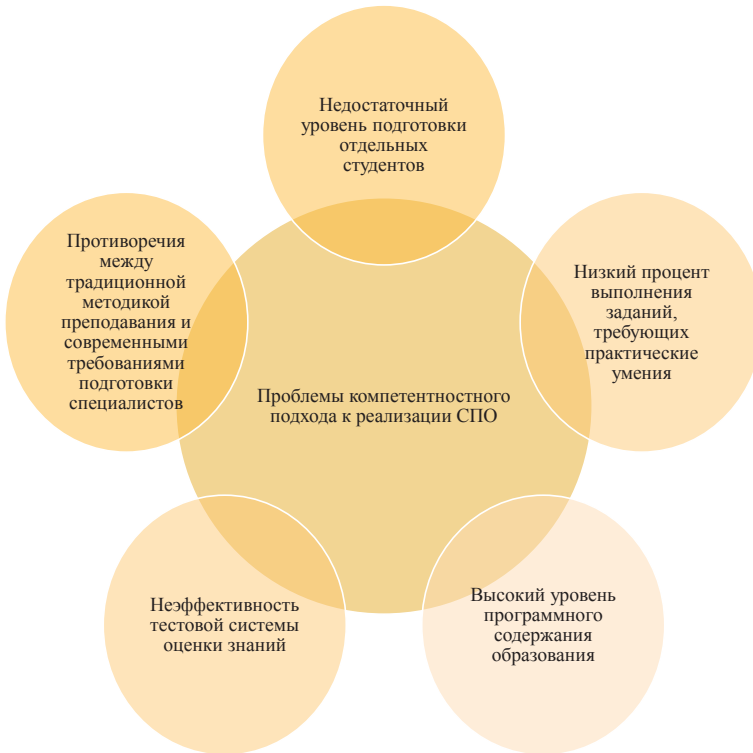 Недостаточный
уровень подготовки
отдельных
студентов
Противоречия
между
традиционной
методикой
преподавания и
современными
требованиями
подготовки
специалистов
Низкий процент
выполнения
заданий,
требующих
практические
умения
Проблемы компетентностного
подхода к реализации СПО
Неэффективность
тестовой системы
оценки знаний
Высокий уровень
программного
содержания
образования